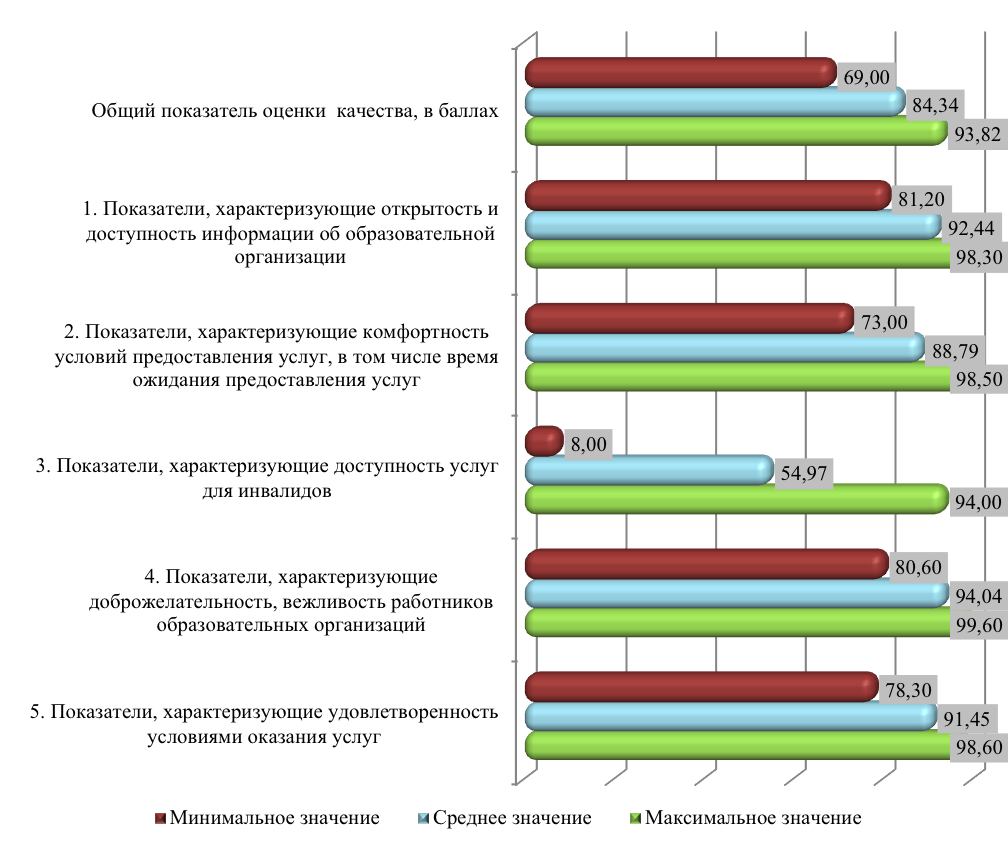 Общий показатель оценки качества, в баллах
69,00
84,34
93,82
1. Показатели, характеризующие открытость и
доступность информации об образовательной
организации
81,20
92,44
98,30
2. Показатели, характеризующие комфортность
условий предоставления услуг, в том числе время
ожидания предоставления услуг
73,00
88,79
98,50
3. Показатели, характеризующие доступность услуг
для инвалидов
8,00
54,97
94,00
4. Показатели, характеризующие
доброжелательность, вежливость работников
образовательных организаций
80,60
94,04
99,60
5. Показатели, характеризующие удовлетворенность
условиями оказания услуг
78,30
91,45
98,60
Минимальное значение
Среднее значение
Максимальное значение